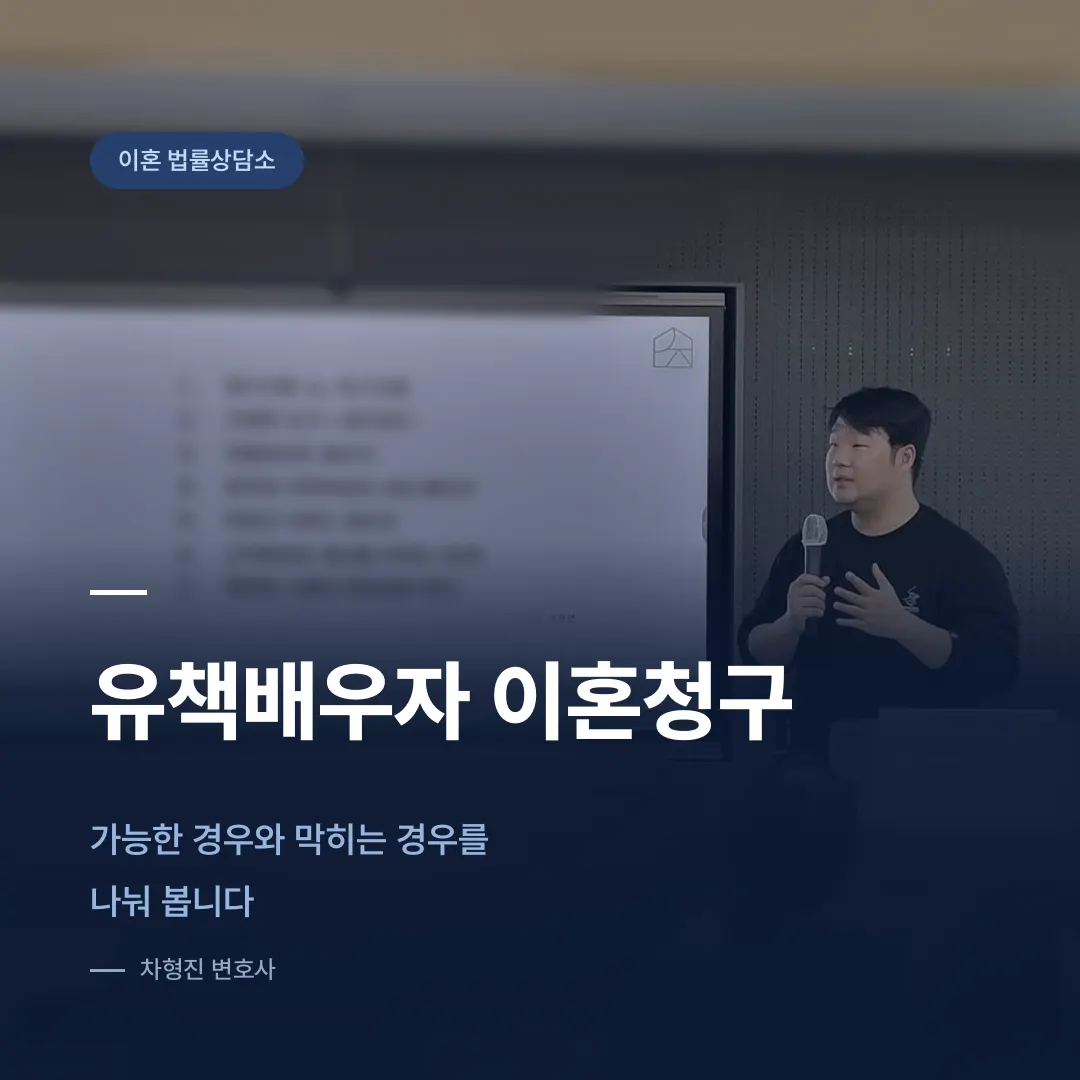 이혼 법률상담소
유책배우자 이혼청구
가능한 경우와 막히는 경우를
나눠 봅니다
차형진 변호사